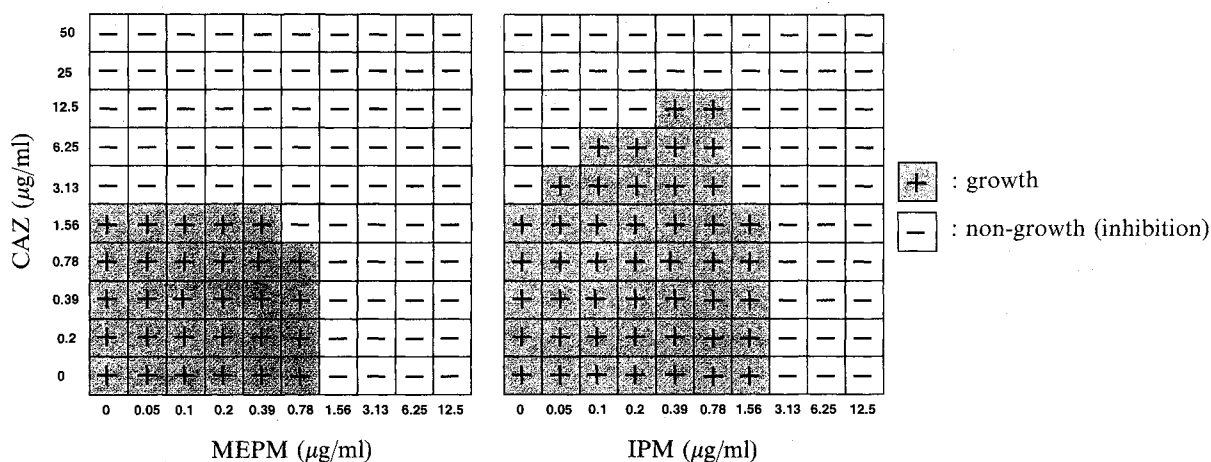 50 − − − − − − − − − − − − − − − − − − − −
25 − − − − − − − − − − − − − − − − − − − −
12.5 − − − − − − − − − − − − − − + + − − − −
6.25 − − − − − − − − − − − − + + + + − − − −
3.13 − − − − − − − − − − − + + + + + − − − −
1.56 + + + + + − − − − − + + + + + + + − − −
0.78 + + + + + + − − − − + + + + + + + − − −
0.39 + + + + + + − − − − + + + + + + + − − −
0.2 + + + + + + − − − − + + + + + + + − − −
0 + + + + + + − − − − + + + + + + + − − −
CAZ (μg/ml)
0 0.05 0.1 0.2 0.39 0.78 1.56 3.13 6.25 12.5
MEPM (μg/ml)
0 0.05 0.1 0.2 0.39 0.78 1.56 3.13 6.25 12.5
IPM (μg/ml)
+ : growth
− : non-growth (inhibition)